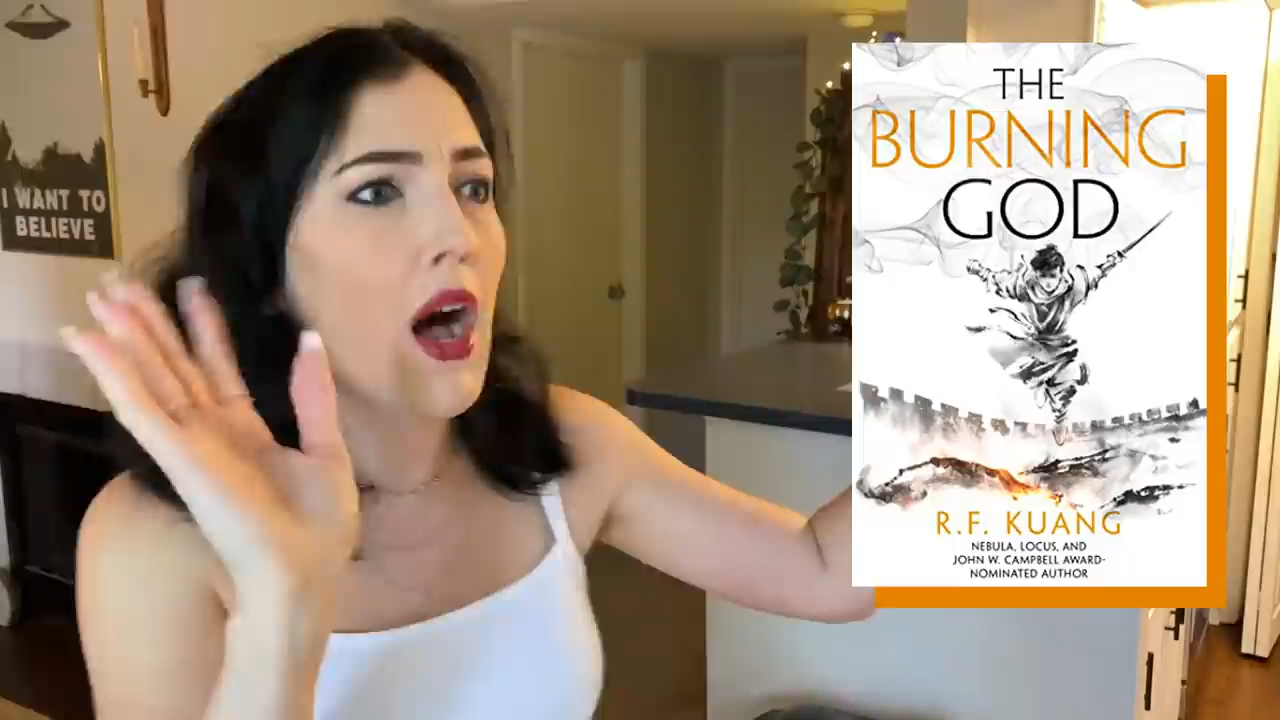 I WANT TO
BELIEVE
THE
BURNING
GOD
R.F. KUANG
NEBULA, LOCUS, AND
JOHN W. CAMPBELL AWARD-
NOMINATED AUTHOR